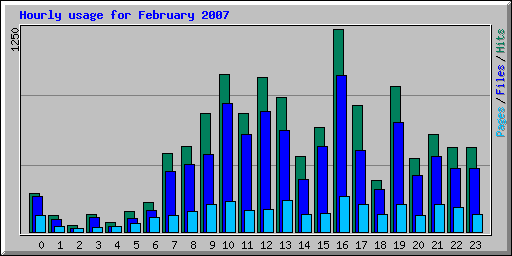 Hourly usage for February 2007
1250
Pages/Files/Hits
0 1 2 3 4 5 6 7 8 9 10 11 12 13 14 15 16 17 18 19 20 21 22 23